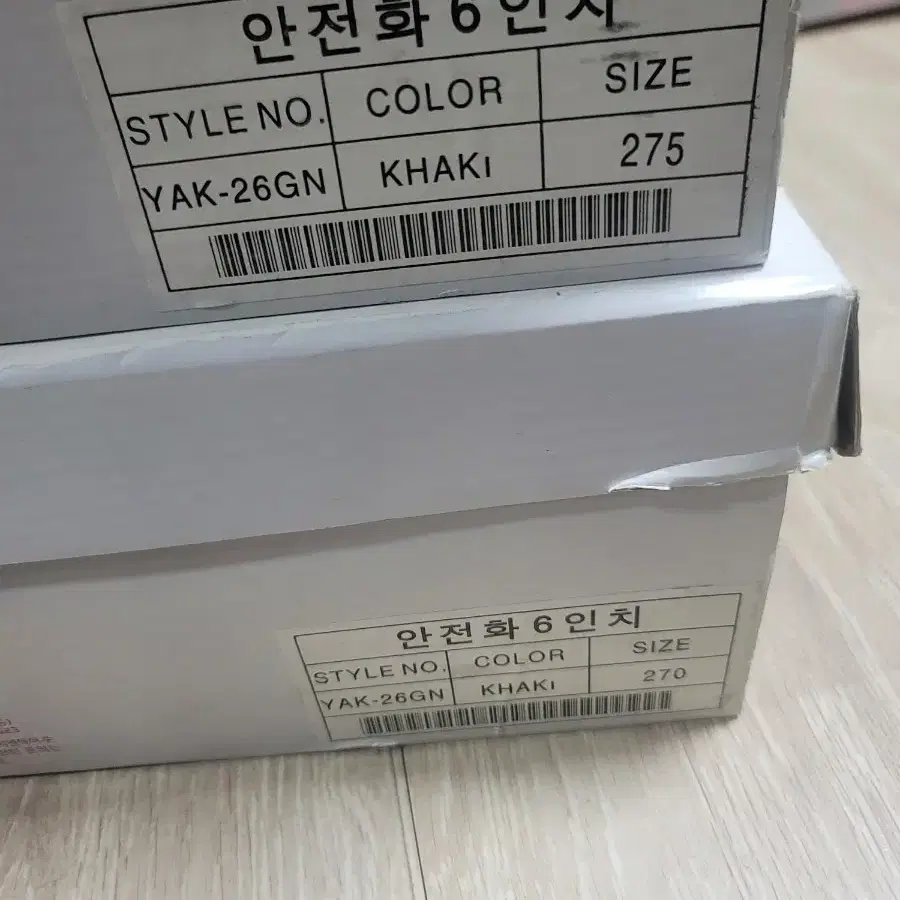 안전화 6 인치
STYLE NO. COLOR SIZE
YAK-26GN KHAKI 275
안전화 6 인치
STYLE NO. COLOR SIZE
YAK-26GN KHAKI 270